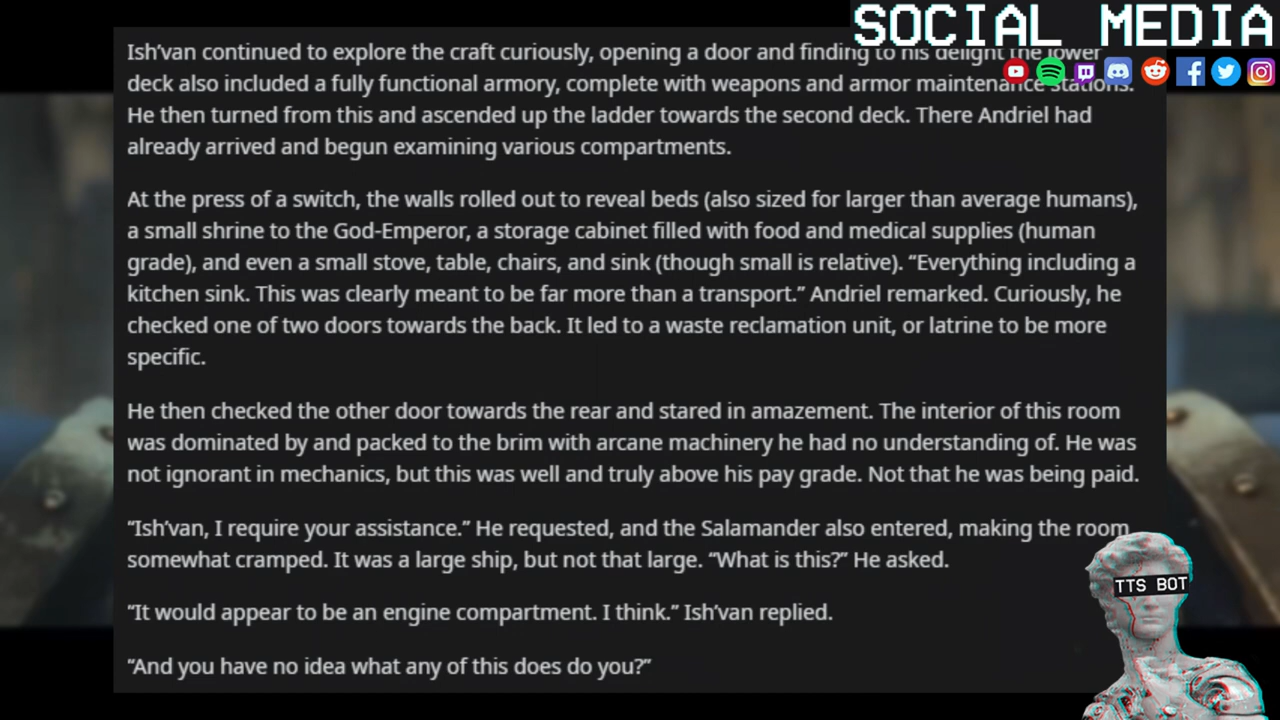 SOCIAL MEDIA
Ish’van continued to explore the craft curiously, opening a door and finding to his delight the lower
deck also included a fully functional armory, complete with weapons and armor maintenance stations.
He then turned from this and ascended up the ladder towards the second deck. There Andriel had
already arrived and begun examining various compartments.
At the press of a switch, the walls rolled out to reveal beds (also sized for larger than average humans),
a small shrine to the God-Emperor, a storage cabinet filled with food and medical supplies (human
grade), and even a small stove, table, chairs, and sink (though small is relative). “Everything including a
kitchen sink. This was clearly meant to be far more than a transport.” Andriel remarked. Curiously, he
checked one of two doors towards the back. It led to a waste reclamation unit, or latrine to be more
specific.
He then checked the other door towards the rear and stared in amazement. The interior of this room
was dominated by and packed to the brim with arcane machinery he had no understanding of. He was
not ignorant in mechanics, but this was well and truly above his pay grade. Not that he was being paid.
“Ish’van, I require your assistance.” He requested, and the Salamander also entered, making the room
somewhat cramped. It was a large ship, but not that large. “What is this?” He asked.
“It would appear to be an engine compartment. I think.” Ish’van replied.
“And you have no idea what any of this does do you?”
TTS BOT